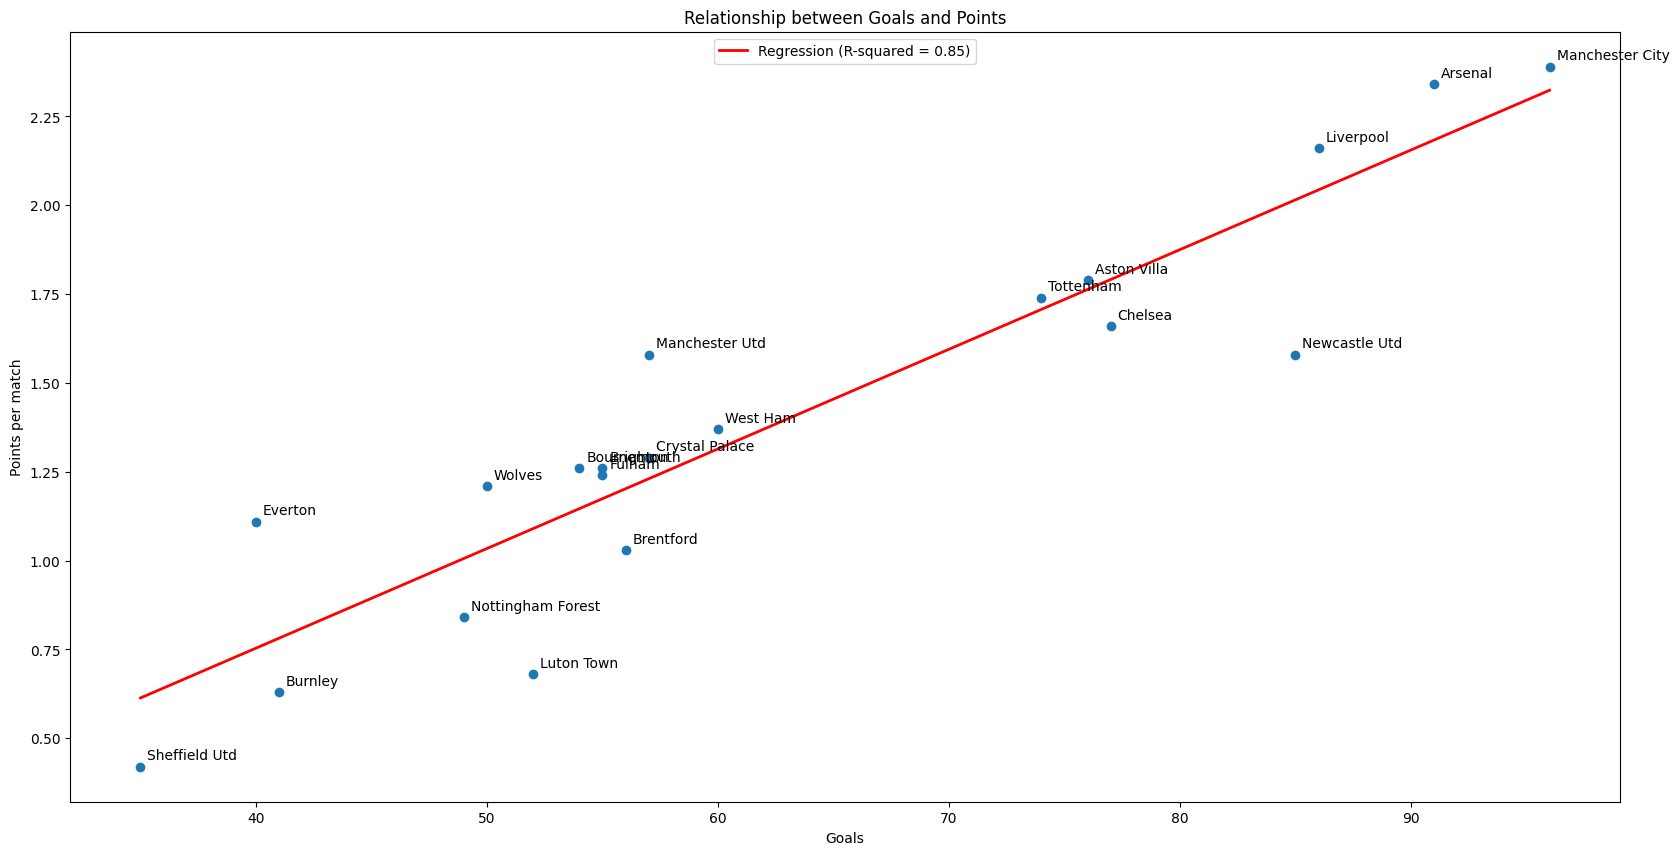 Relationship between Goals and Points
Regression (R-squared = 0.85)
Manchester City
Arsenal
Liverpool
Aston Villa
Tottenham
Chelsea
Manchester Utd
Newcastle Utd
West Ham
Crystal Palace
Bournemouth
Brighton
Fulham
Wolves
Everton
Brentford
Nottingham Forest
Luton Town
Burnley
Sheffield Utd
2.25
2.00
1.75
1.50
1.25
1.00
0.75
0.50
Points per match
40 50 60 70 80 90
Goals